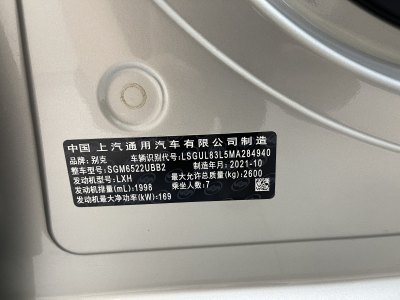 中国 上汽通用汽车有限公司制造
品牌: 别克 车辆识别代号: LSGUL83L5MA284940
整车型号: SGM6522UBB2 制造年月: 2021-10
发动机型号: LXH 最大允许总质量(kg): 2600
发动机排量(mL): 1998 乘坐人数: 7
发动机最大净功率(kW): 169